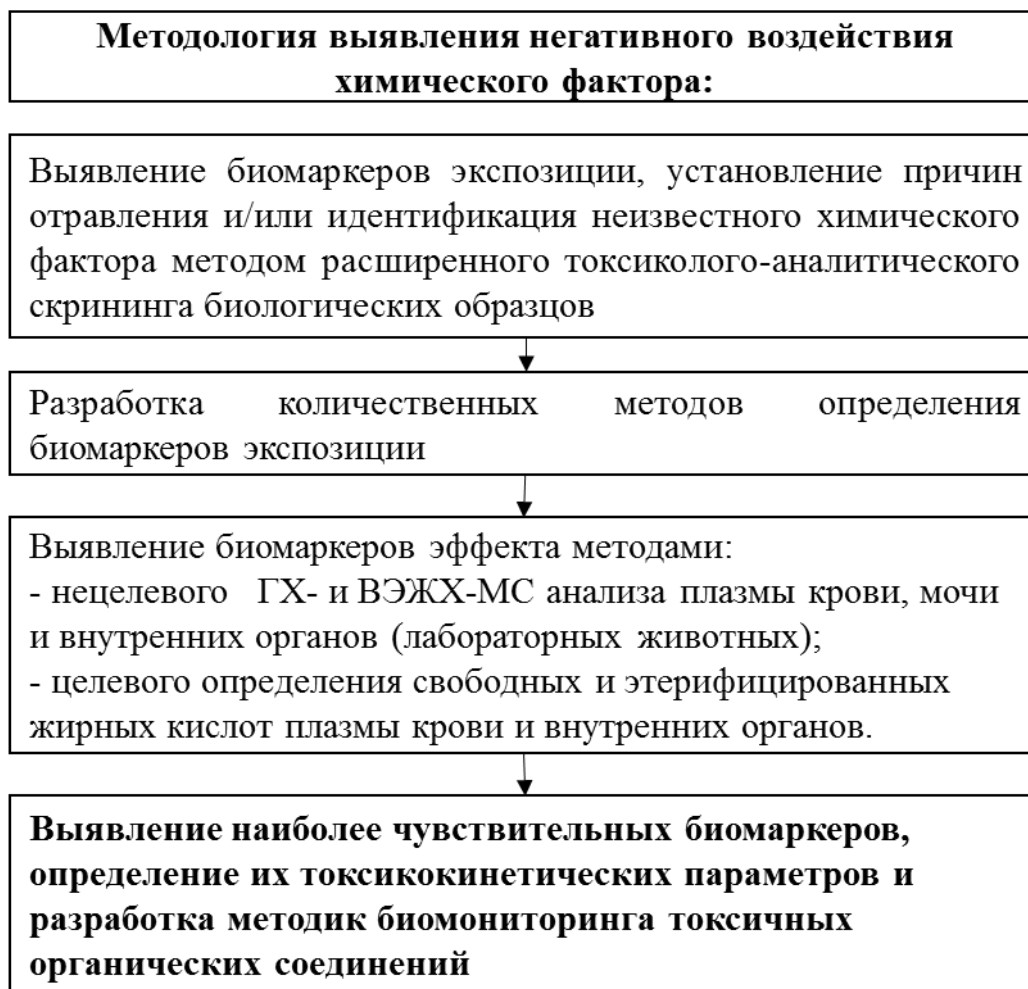 Методология выявления негативного воздействия
химического фактора:
Выявление биомаркеров экспозиции, установление причин
отравления и/или идентификация неизвестного химического
фактора методом расширенного токсиколого-аналитического
скрининга биологических образцов
Разработка количественных методов определения
биомаркеров экспозиции
Выявление биомаркеров эффекта методами:
- нецелевого ГХ- и ВЭЖХ-МС анализа плазмы крови, мочи
и внутренних органов (лабораторных животных);
- целевого определения свободных и этерифицированных
жирных кислот плазмы крови и внутренних органов.
Выявление наиболее чувствительных биомаркеров,
определение их токсикокинетических параметров и
разработка методик биомониторинга токсичных
органических соединений